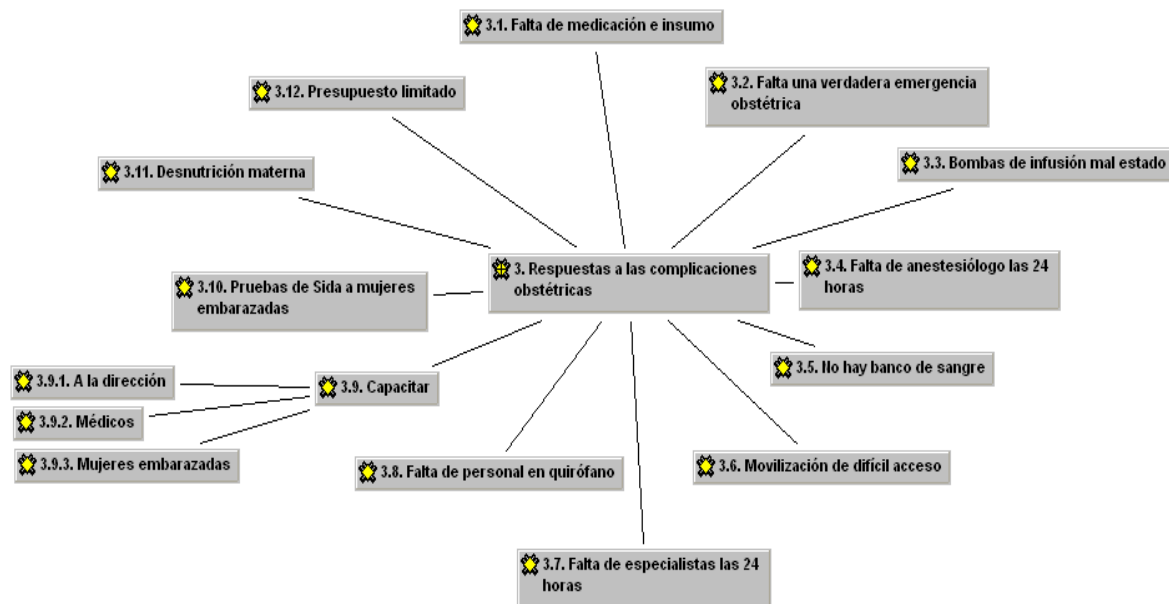 3.1. Falta de medicación e insumo
3.2. Falta una verdadera emergencia
obstétrica
3.12. Presupuesto limitado
3.3. Bombas de infusión mal estado
3.11. Desnutrición materna
3. Respuestas a las complicaciones
obstétricas
3.4. Falta de anestesiólogo las 24
horas
3.10. Pruebas de Sida a mujeres
embarazadas
3.5. No hay banco de sangre
3.9.1. A la dirección
3.9. Capacitar
3.9.2. Médicos
3.9.3. Mujeres embarazadas
3.8. Falta de personal en quirófano
3.6. Movilización de difícil acceso
3.7. Falta de especialistas las 24
horas